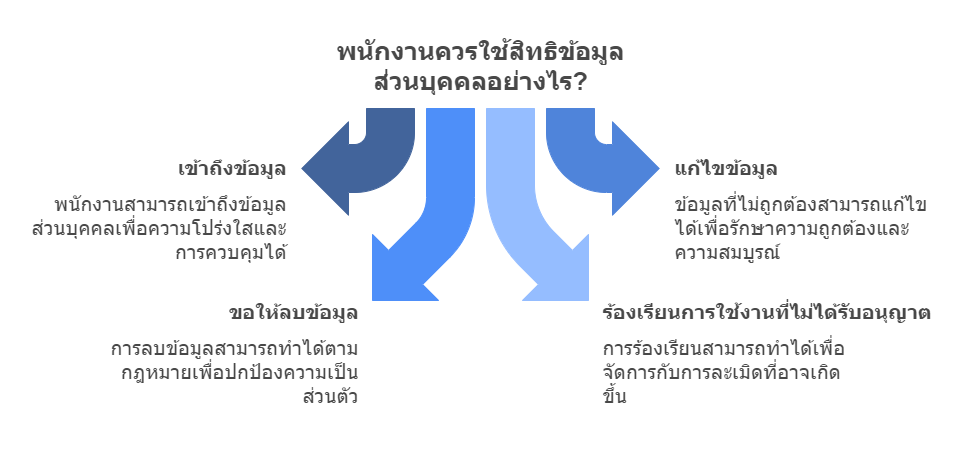 พนักงานควรใช้สิทธิข้อมูล
ส่วนบุคคลอย่างไร?
เข้าถึงข้อมูล
พนักงานสามารถเข้าถึงข้อมูล
ส่วนบุคคลเพื่อความโปร่งใสและ
การควบคุมได้
แก้ไขข้อมูล
ข้อมูลที่ไม่ถูกต้องสามารถแก้ไข
ได้เพื่อรักษาความถูกต้องและ
ความสมบูรณ์
ขอให้ลบข้อมูล
การลบข้อมูลสามารถทำได้ตาม
กฎหมายเพื่อปกป้องความเป็น
ส่วนตัว
ร้องเรียนการใช้งานที่ไม่ได้รับอนุญาต
การร้องเรียนสามารถทำได้เพื่อ
จัดการกับการละเมิดที่อาจเกิด
ขึ้น